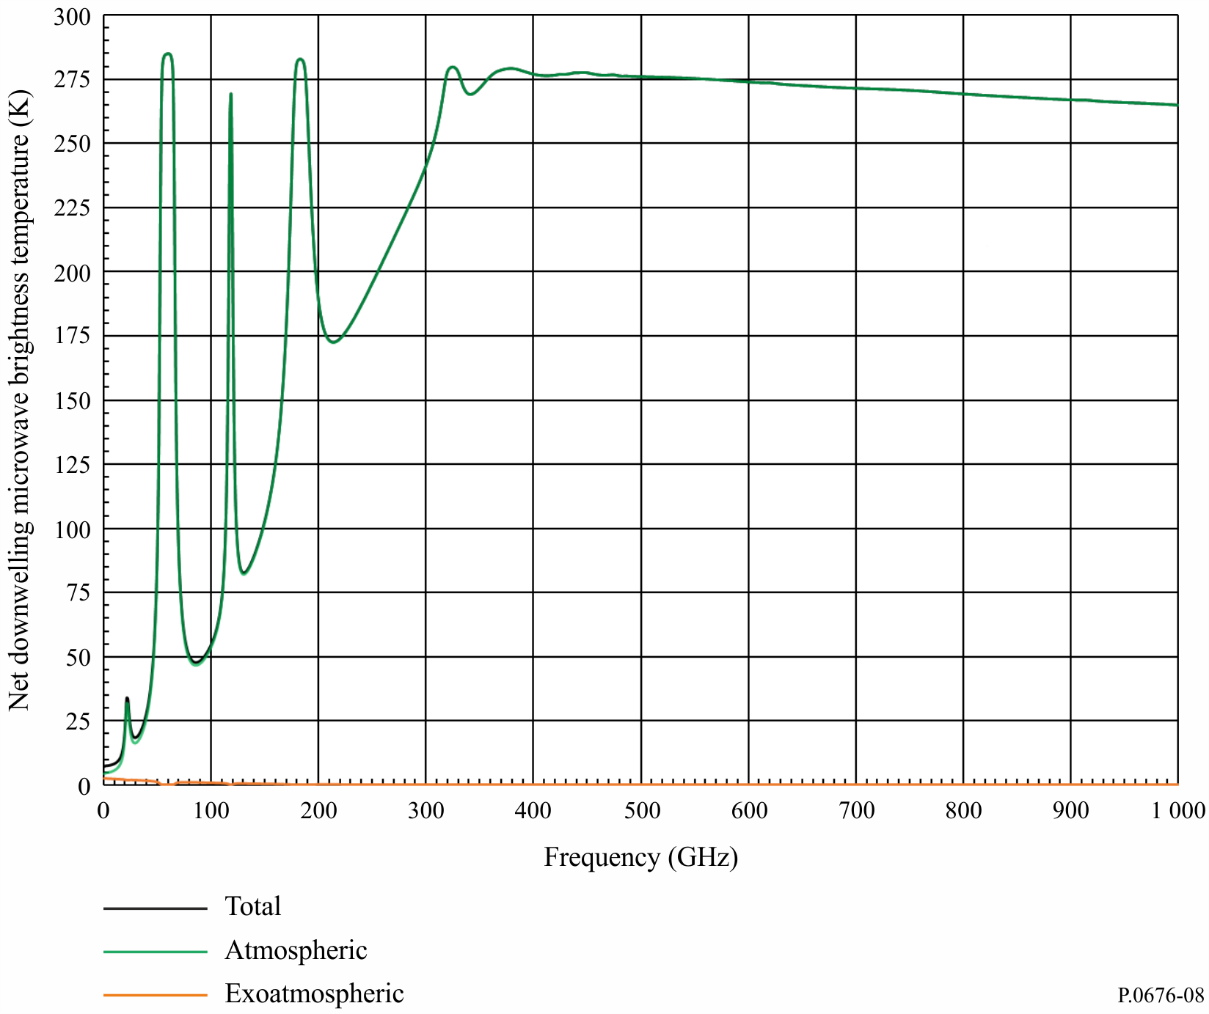 Net downwelling microwave brightness temperature (K)
300
275
250
225
200
175
150
125
100
75
50
25
0
0 100 200 300 400 500 600 700 800 900 1 000
Frequency (GHz)
Total
Atmospheric
Exoatmospheric
P.0676-08